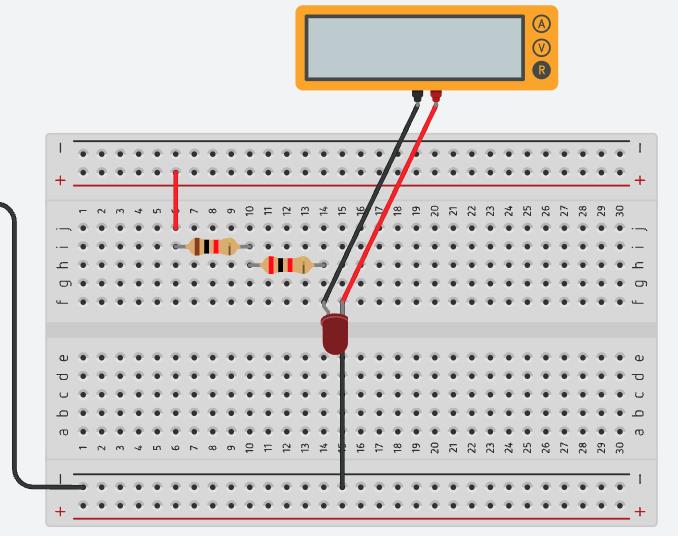 A
V
R
− −
+ +
1 2 3 4 5 6 7 8 9 10 11 12 13 14 15 16 17 18 19 20 21 22 23 24 25 26 27 28 29 30
j j
i i
h h
g g
f f
e e
d d
c c
b b
a a
1 2 3 4 5 6 7 8 9 10 11 12 13 14 15 16 17 18 19 20 21 22 23 24 25 26 27 28 29 30
− −
+ +